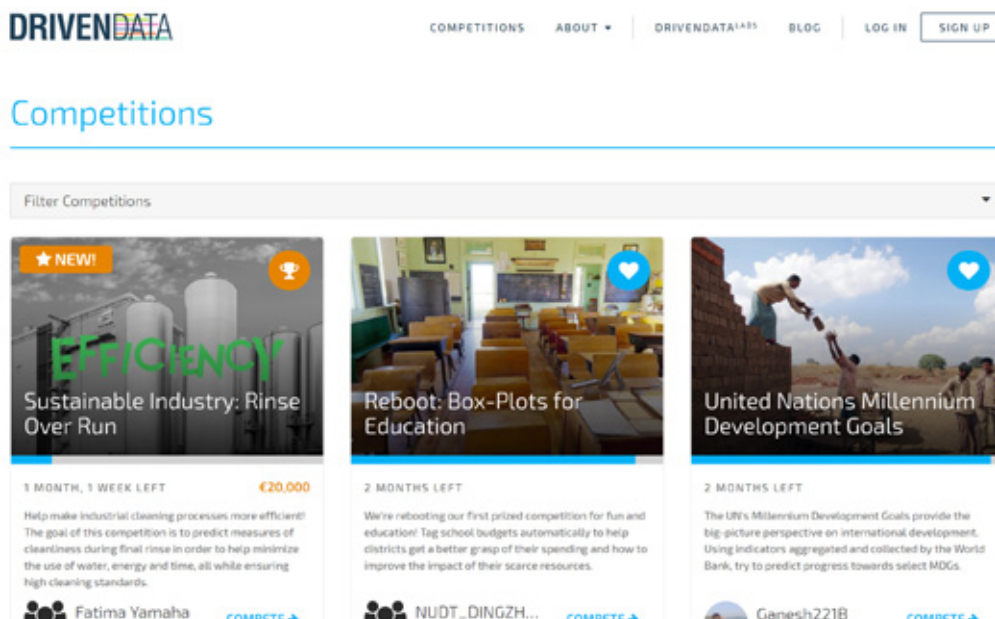 DRIVENDATA
COMPETITIONS ABOUT DRIVENDATALABS BLOG LOG IN SIGN UP
Competitions
Filter Competitions
NEW!
EFFICIENCY
Sustainable Industry: Rinse
Over Run
1 MONTH, 1 WEEK LEFT €20,000
Help make industrial cleaning processes more efficient!
The goal of this competition is to predict measures of
cleanliness during final rinse in order to help minimize
the use of water, energy and time, all while ensuring
high cleaning standards.
Fatima Yamaha
COMPETE
Reboot: Box-Plots for
Education
2 MONTHS LEFT
We're rebooting our first prized competition for fun and
education! Tag school budgets automatically to help
districts get a better grasp of their spending and how to
improve the impact of their scarce resources.
NUDT_DINGZH...
COMPETE
United Nations Millennium
Development Goals
2 MONTHS LEFT
The UN's Millennium Development Goals provide the
big-picture perspective on international development.
Using indicators aggregated and collected by the World
Bank, try to predict progress towards select MDGs.
Ganesh221B
COMPETE